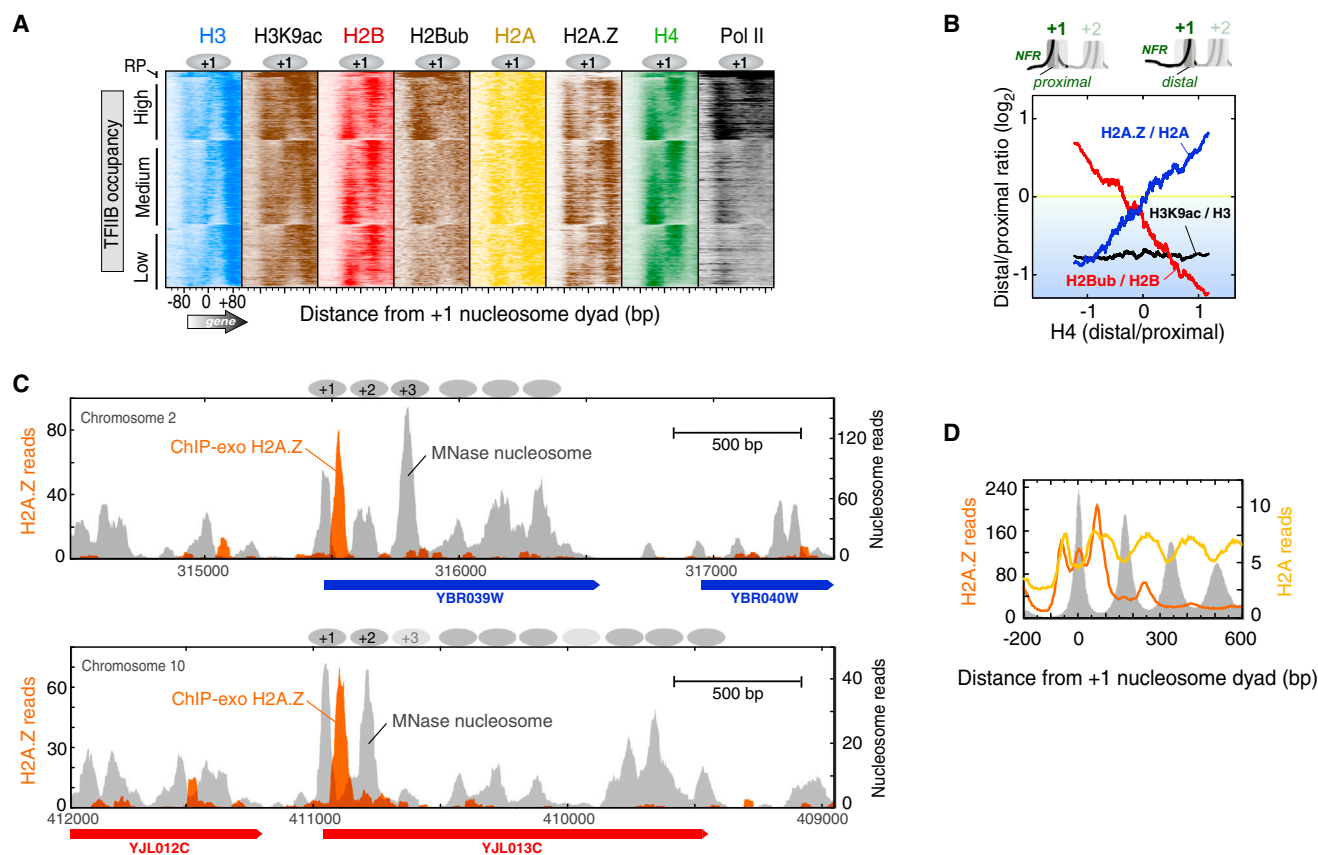 A
H3 H3K9ac H2B H2Bub H2A H2A.Z H4 Pol II
+1 +1 +1 +1 +1 +1 +1 +1
RP
TFIIB occupancy
High
Medium
Low
-80 0 +80
gene
Distance from +1 nucleosome dyad (bp)
B
+1 +2 +1 +2
NFR NFR
proximal distal
Distal/proximal ratio (log2)
1
0
-1
H2A.Z / H2A
H3K9ac / H3
H2Bub / H2B
-1 0 1
H4 (distal/proximal)
C
+1 +2 +3
Chromosome 2
H2A.Z reads
80
40
0
ChIP-exo H2A.Z
MNase nucleosome
500 bp
120
60
0
Nucleosome reads
315000 316000 317000
YBR039W YBR040W
+1 +2 +3
Chromosome 10
H2A.Z reads
60
30
0
ChIP-exo H2A.Z
MNase nucleosome
500 bp
40
20
0
Nucleosome reads
412000 411000 410000 409000
YJL012C YJL013C
D
H2A.Z reads
240
160
80
0
10
5
0
H2A reads
-200 0 300 600
Distance from +1 nucleosome dyad (bp)